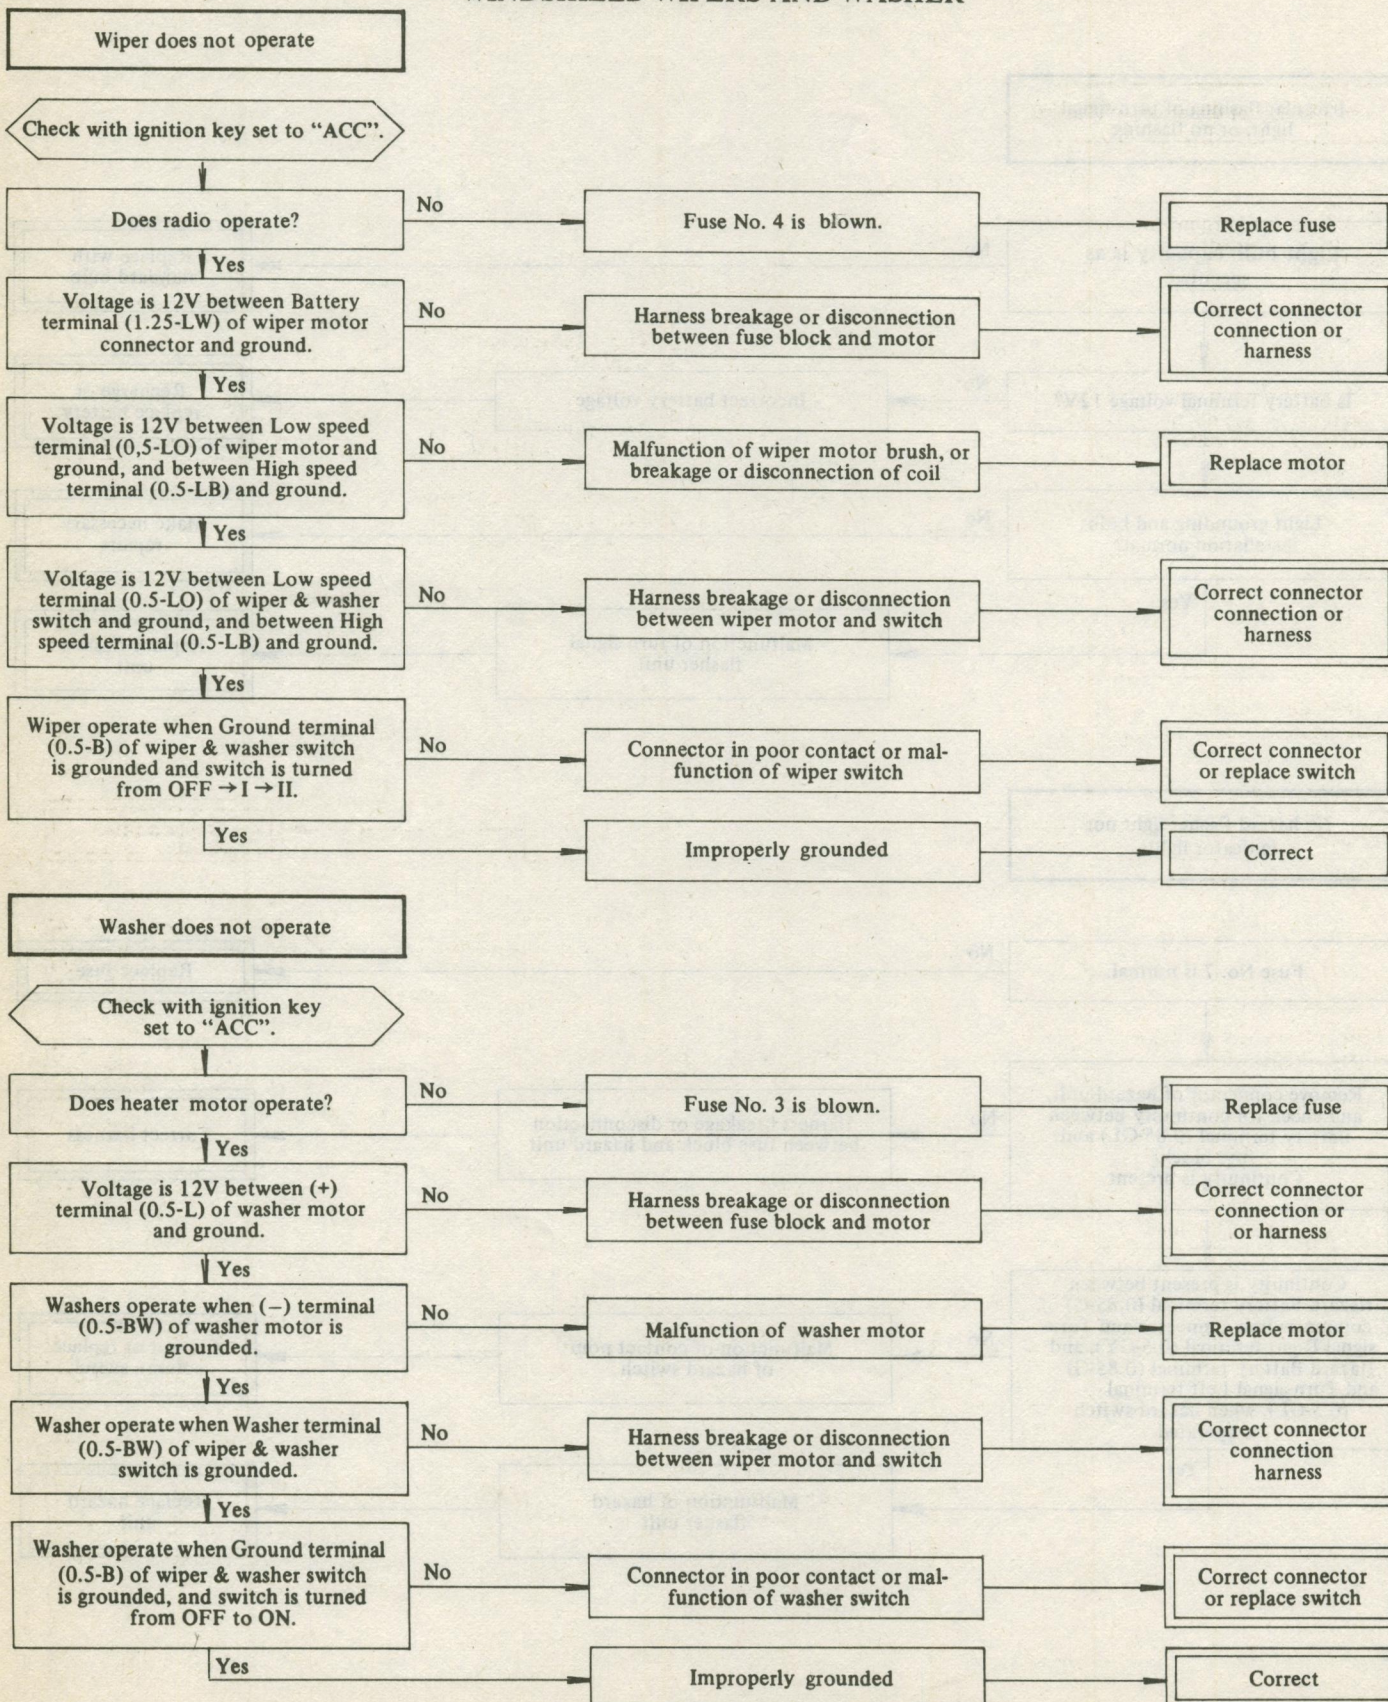 WINDSHIELD WIPERS AND WASHER
Wiper does not operate
Check with ignition key set to “ACC”.
Does radio operate?
No
Fuse No. 4 is blown.
Replace fuse
Yes
Voltage is 12V between Battery
terminal (1.25-LW) of wiper motor
connector and ground.
No
Harness breakage or disconnection
between fuse block and motor
Correct connector
connection or
harness
Yes
Voltage is 12V between Low speed
terminal (0,5-LO) of wiper motor and
ground, and between High speed
terminal (0.5-LB) and ground.
No
Malfunction of wiper motor brush, or
breakage or disconnection of coil
Replace motor
Yes
Voltage is 12V between Low speed
terminal (0.5-LO) of wiper & washer
switch and ground, and between High
speed terminal (0.5-LB) and ground.
No
Harness breakage or disconnection
between wiper motor and switch
Correct connector
connection or
harness
Yes
Wiper operate when Ground terminal
(0.5-B) of wiper & washer switch
is grounded and switch is turned
from OFF → I → II.
No
Connector in poor contact or mal-
function of wiper switch
Correct connector
or replace switch
Yes
Improperly grounded
Correct
Washer does not operate
Check with ignition key
set to “ACC”.
Does heater motor operate?
No
Fuse No. 3 is blown.
Replace fuse
Yes
Voltage is 12V between (+)
terminal (0.5-L) of washer motor
and ground.
No
Harness breakage or disconnection
between fuse block and motor
Correct connector
connection or
or harness
Yes
Washers operate when (−) terminal
(0.5-BW) of washer motor is
grounded.
No
Malfunction of washer motor
Replace motor
Yes
Washer operate when Washer terminal
(0.5-BW) of wiper & washer
switch is grounded.
No
Harness breakage or disconnection
between wiper motor and switch
Correct connector
connection
harness
Yes
Washer operate when Ground terminal
(0.5-B) of wiper & washer switch
is grounded, and switch is turned
from OFF to ON.
No
Connector in poor contact or mal-
function of washer switch
Correct connector
or replace switch
Yes
Improperly grounded
Correct